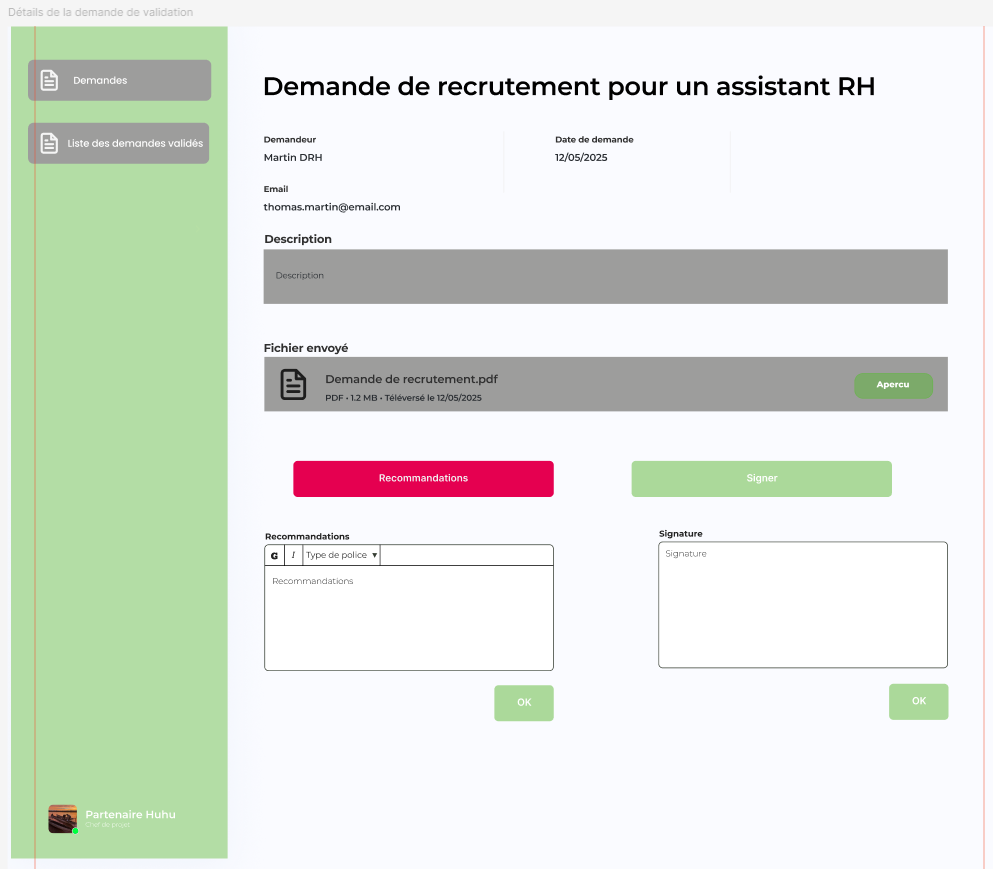 Détails de la demande de validation
Demandes
Liste des demandes validés
Demande de recrutement pour un assistant RH
Demandeur
Date de demande
Martin DRH
12/05/2025
Email
thomas.martin@email.com
Description
Description
Fichier envoyé
Demande de recrutement.pdf
PDF • 1.2 MB • Téléversé le 12/05/2025
Apercu
Recommandations
Signer
Recommandations
G I Type de police ▼
Recommandations
OK
Signature
Signature
OK
Partenaire Huhu
Chef de projet